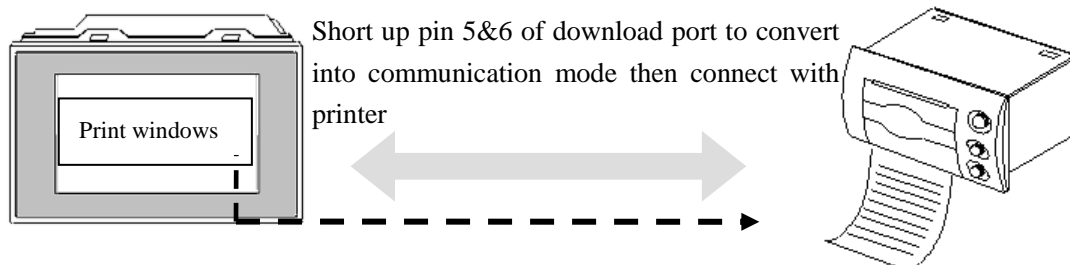 Short up pin 5&6 of download port to convert
into communication mode then connect with
printer
Print windows